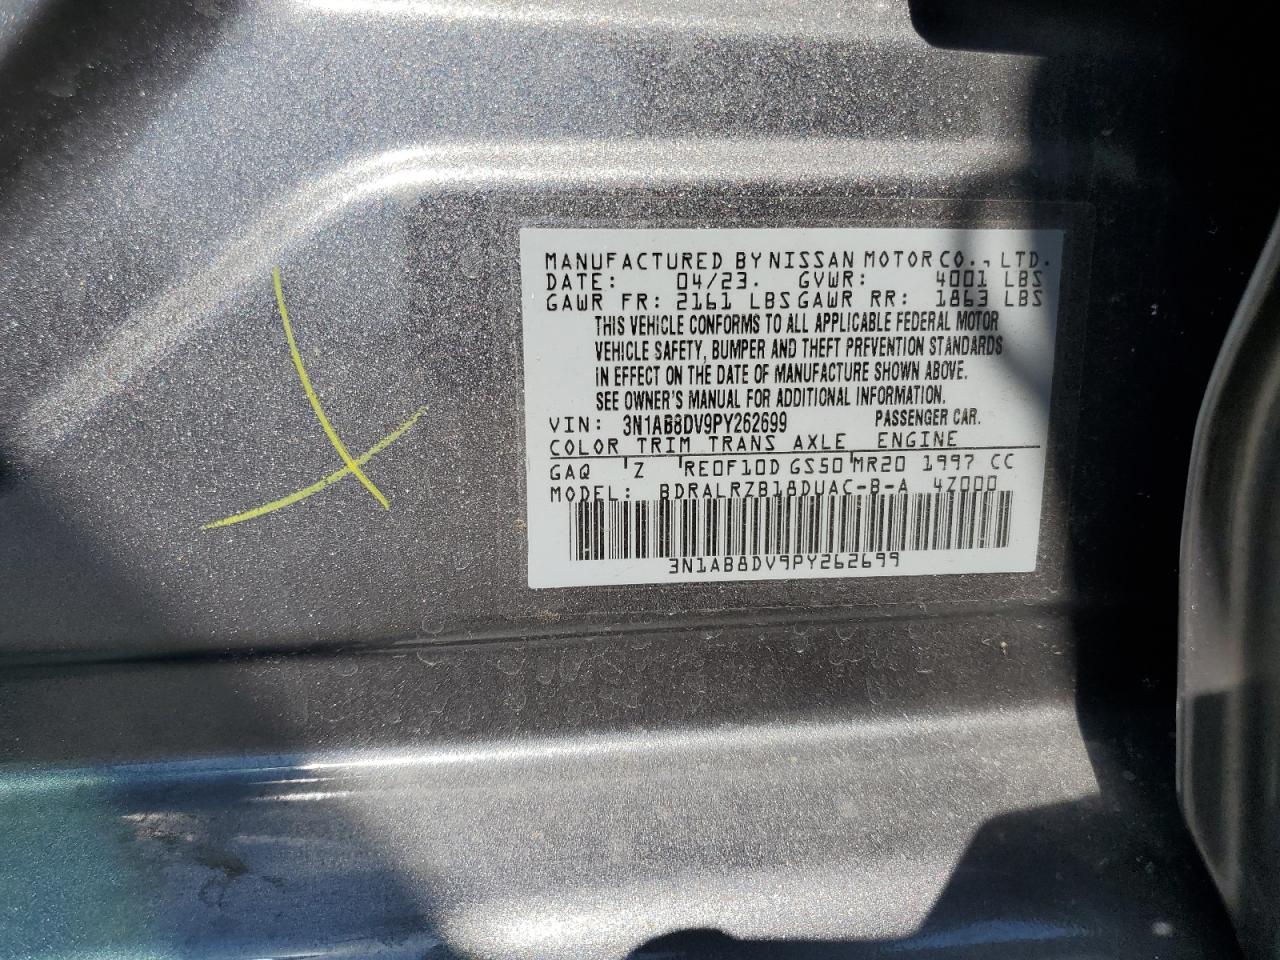 MANUFACTURED BY NISSAN MOTOR CO., LTD.
DATE: 04/23. GVWR: 4001 LBS
GAWR FR: 2161 LBS GAWR RR: 1863 LBS
THIS VEHICLE CONFORMS TO ALL APPLICABLE FEDERAL MOTOR
VEHICLE SAFETY, BUMPER AND THEFT PREVENTION STANDARDS
IN EFFECT ON THE DATE OF MANUFACTURE SHOWN ABOVE.
SEE OWNER'S MANUAL FOR ADDITIONAL INFORMATION.
VIN: 3N1AB8DV9PY262699 PASSENGER CAR.
COLOR TRIM TRANS AXLE ENGINE
GAQ Z RE0F10D GS50 MR20 1997 CC
MODEL: BDRALRZB18DUAC-B-A 4Z000
3N1AB8DV9PY262699